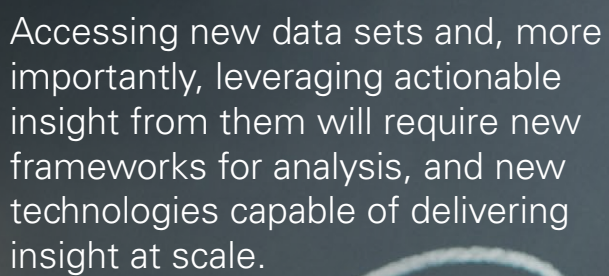 Accessing new data sets and, more
importantly, leveraging actionable
insight from them will require new
frameworks for analysis, and new
technologies capable of delivering
insight at scale.